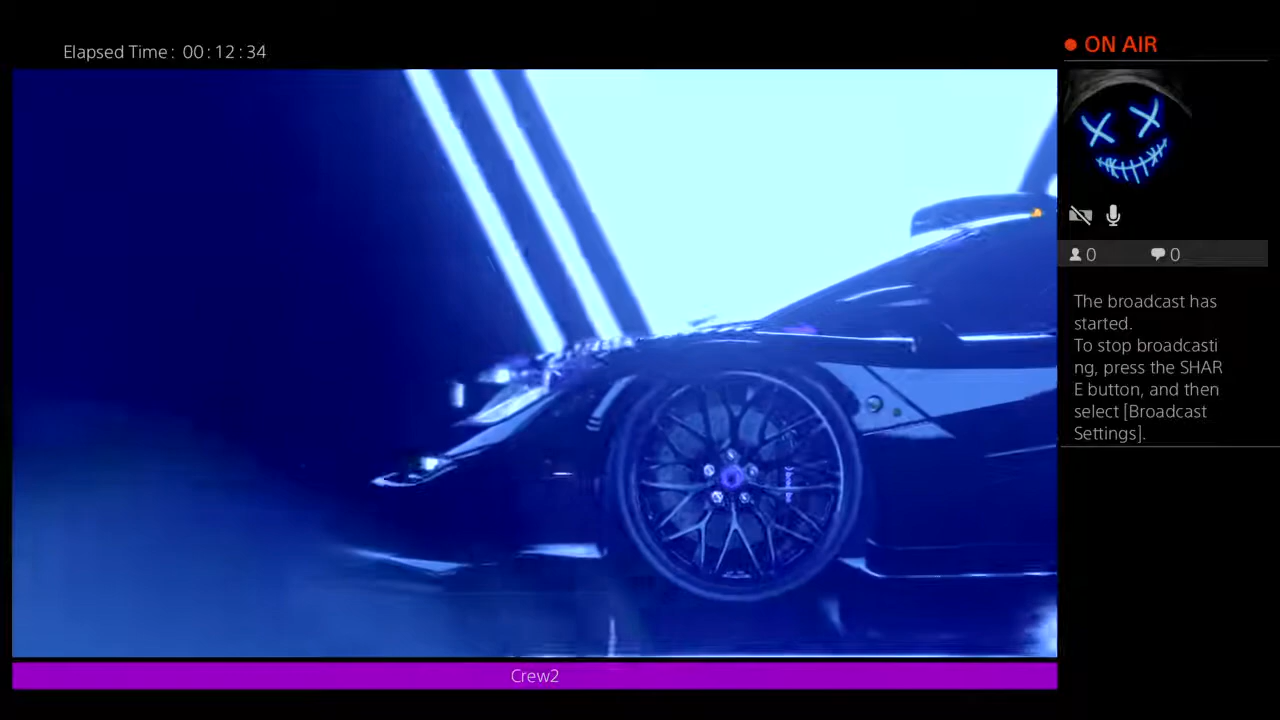 Elapsed Time: 00:12:34
ON AIR
0 0
The broadcast has
started.
To stop broadcasti
ng, press the SHAR
E button, and then
select [Broadcast
Settings].
Crew2